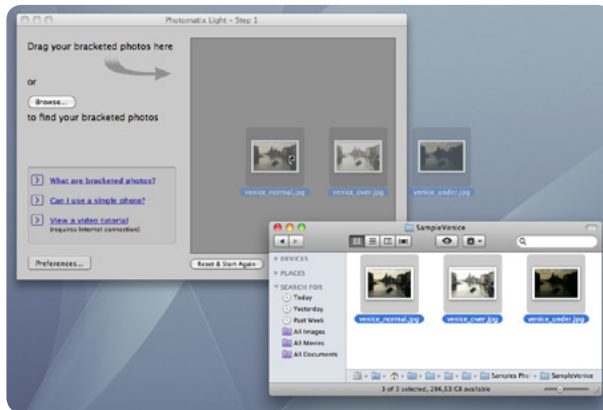 Photomatix Light - Step 1
Drag your bracketed photos here
or
Browse...
to find your bracketed photos
What are bracketed photos?
Can I use a single photo?
View a video tutorial
(requires internet connection)
Preferences...
Reset & Start Again
venice_normal.jpg
venice_over.jpg
venice_under.jpg
SampleVenice
DEVICES
PLACES
SEARCH FOR
Today
Yesterday
Past Week
All Images
All Movies
All Documents
venice_normal.jpg
venice_over.jpg
venice_under.jpg
Samples Phot
SampleVenice
3 of 3 selected, 296,53 GB available